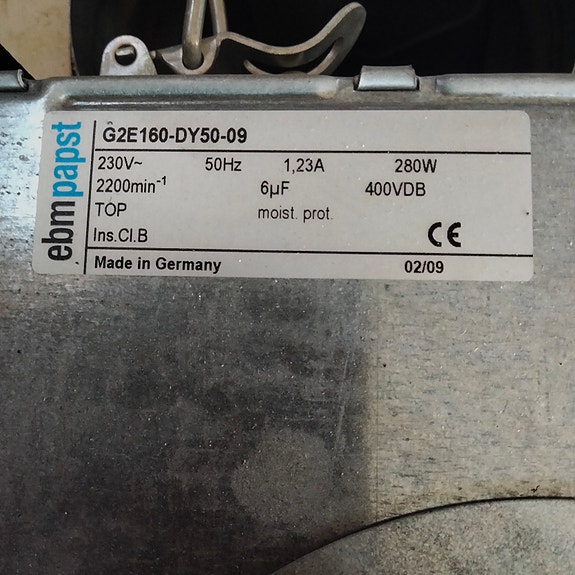 ebmpapst
G2E160-DY50-09
230V~ 50Hz 1,23A 280W
2200min-1 6µF 400VDB
TOP moist. prot.
Ins.Cl.B CE
Made in Germany 02/09